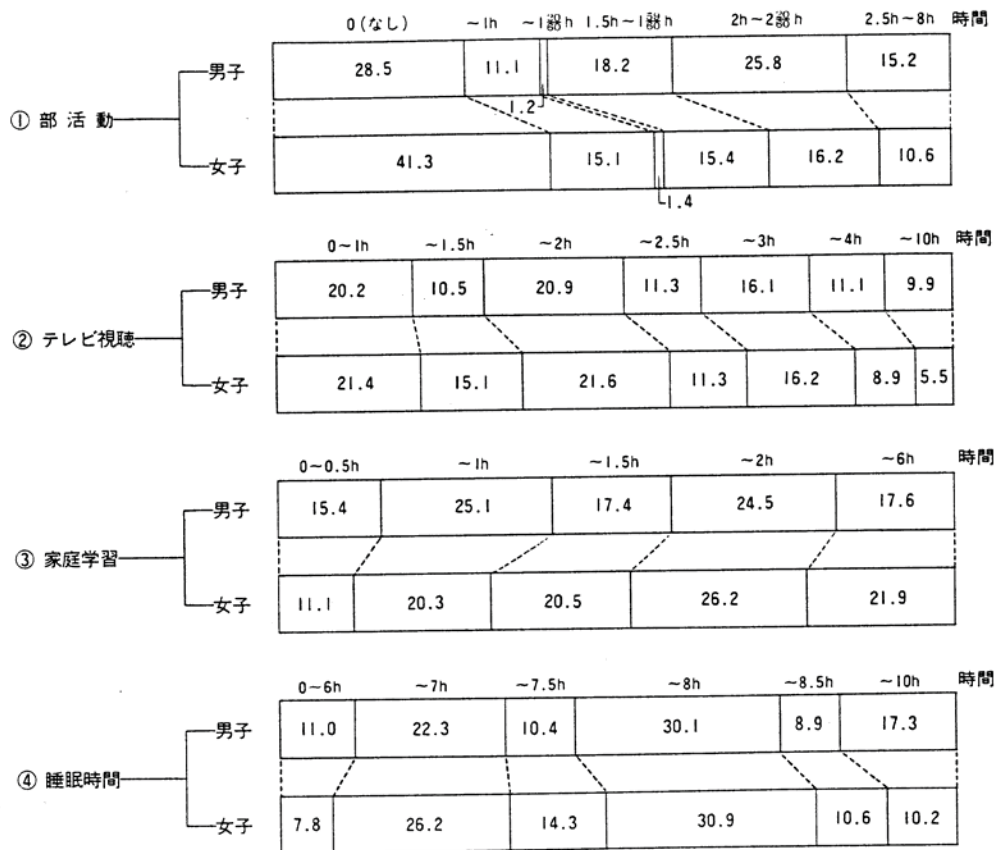 0(なし) ~1h ~1 h 1.5h~1 h 2h~2 h 2.5h~8h 時間
男子 28.5 11.1 18.2 25.8 15.2
1.2
① 部活動
女子 41.3 15.1 15.4 16.2 10.6
1.4
0~1h ~1.5h ~2h ~2.5h ~3h ~4h ~10h 時間
男子 20.2 10.5 20.9 11.3 16.1 11.1 9.9
② テレビ視聴
女子 21.4 15.1 21.6 11.3 16.2 8.9 5.5
0~0.5h ~1h ~1.5h ~2h ~6h 時間
男子 15.4 25.1 17.4 24.5 17.6
③ 家庭学習
女子 11.1 20.3 20.5 26.2 21.9
0~6h ~7h ~7.5h ~8h ~8.5h ~10h 時間
男子 11.0 22.3 10.4 30.1 8.9 17.3
④ 睡眠時間
女子 7.8 26.2 14.3 30.9 10.6 10.2